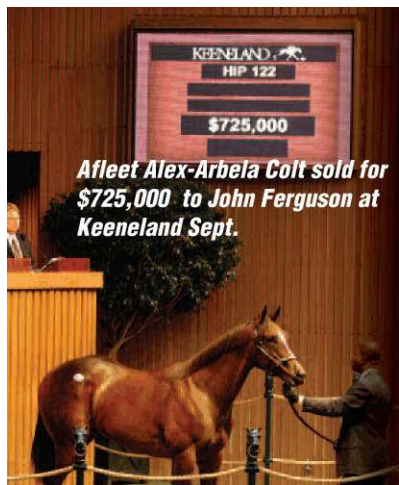 KEENELAND
HIP 122
$725,000
Afleet Alex-Arbela Colt sold for
$725,000 to John Ferguson at
Keeneland Sept.